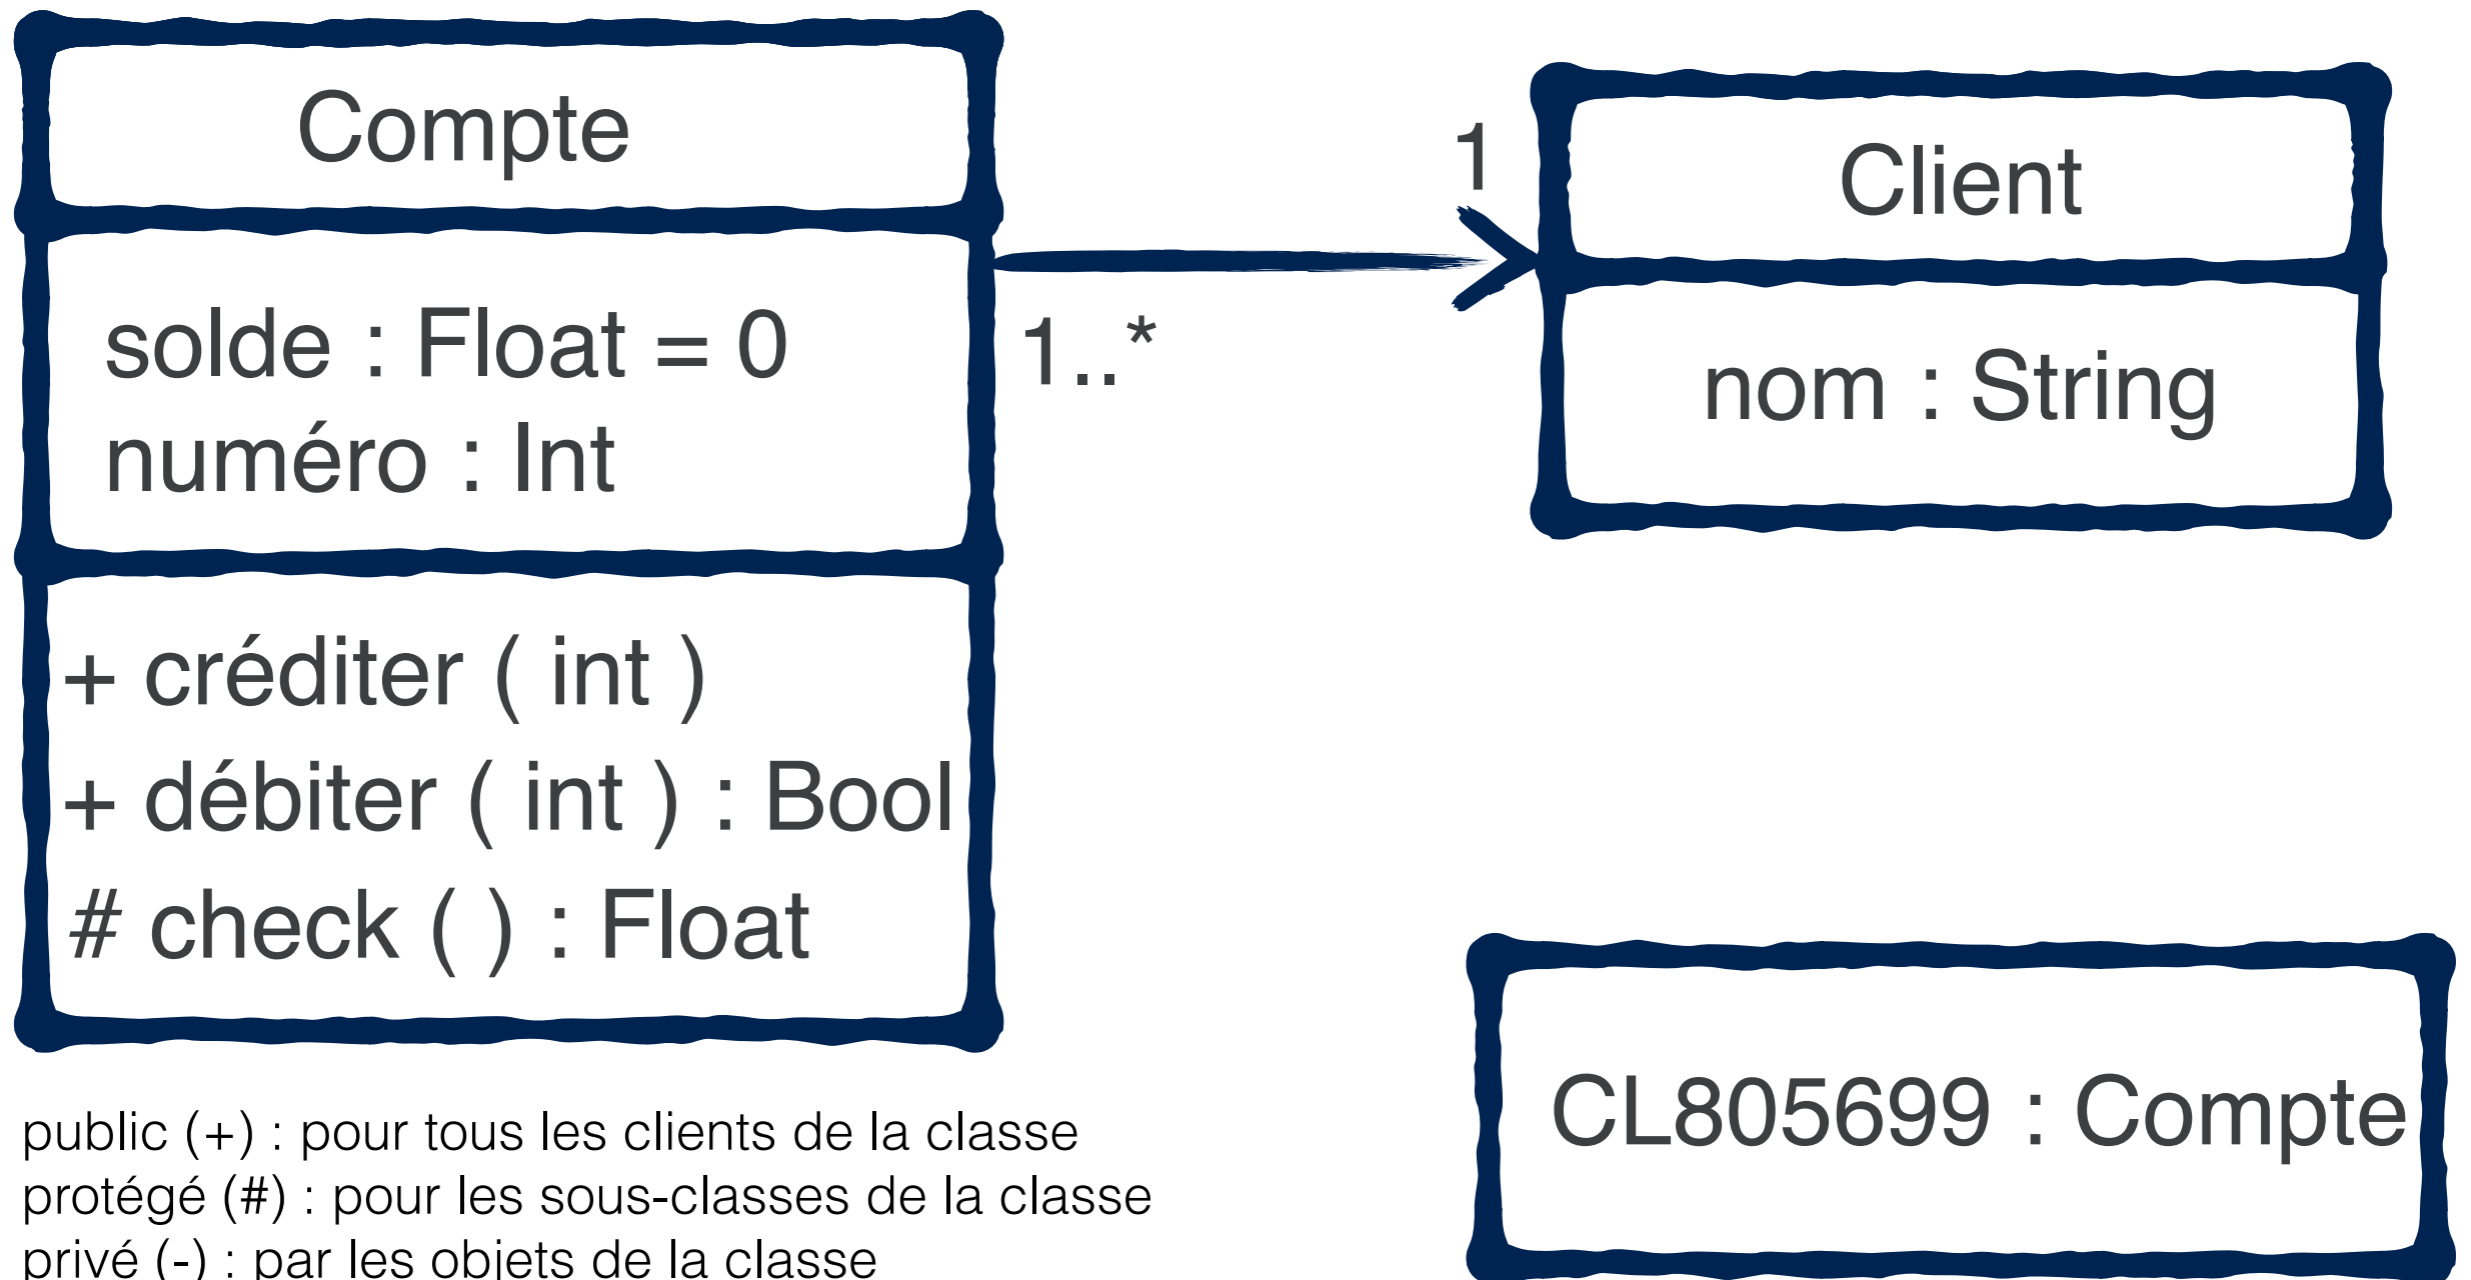 Compte
solde : Float = 0
numéro : Int
+ créditer ( int )
+ débiter ( int ) : Bool
# check ( ) : Float
1
1..*
Client
nom : String
CL805699 : Compte
public (+) : pour tous les clients de la classe
protégé (#) : pour les sous-classes de la classe
privé (-) : par les objets de la classe